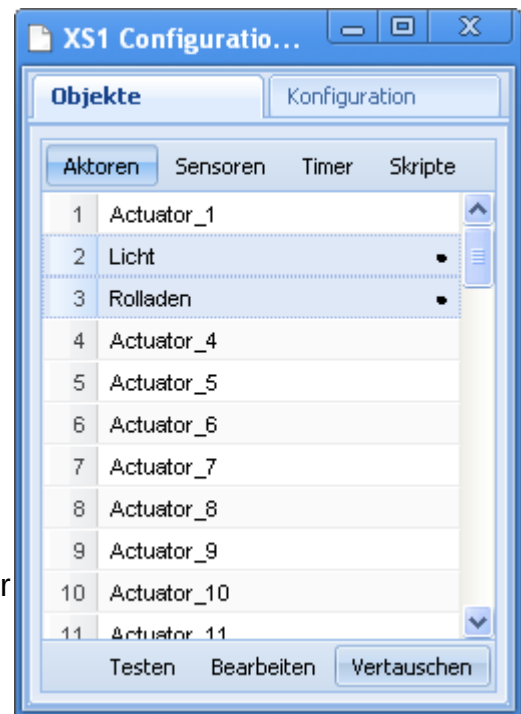 XS1 Configuratio...
Objekte Konfiguration
Aktoren Sensoren Timer Skripte
1 Actuator_1
2 Licht
3 Rolladen
4 Actuator_4
5 Actuator_5
6 Actuator_6
7 Actuator_7
8 Actuator_8
9 Actuator_9
r
10 Actuator_10
11 Actuator_11
Testen Bearbeiten Vertauschen